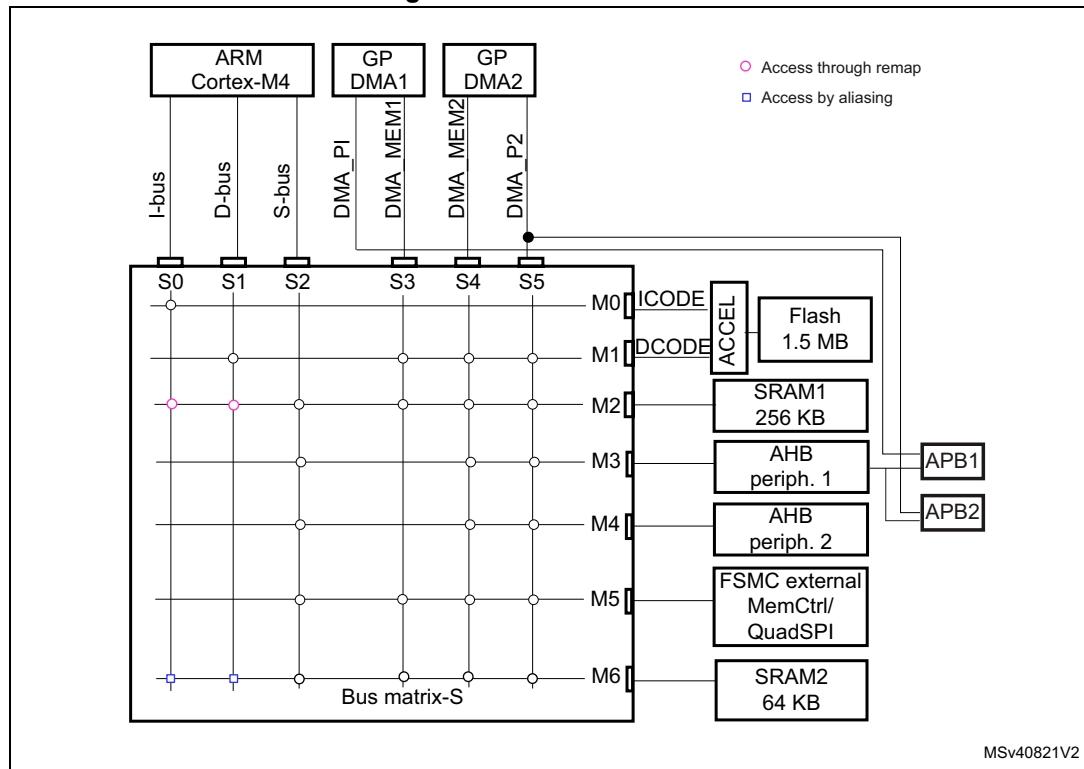 ARM
Cortex-M4
GP
DMA1
GP
DMA2
Access through remap
Access by aliasing
I-bus
D-bus
S-bus
DMA_PI
DMA_MEM1
DMA_MEM2
DMA_P2
S0
S1
S2
S3
S4
S5
M0
ICODE
ACCEL
Flash
1.5 MB
M1
DCODE
M2
SRAM1
256 KB
M3
AHB
periph. 1
APB1
M4
AHB
periph. 2
APB2
M5
FSMC external
MemCtrl/
QuadSPI
M6
SRAM2
64 KB
Bus matrix-S
MSv40821V2